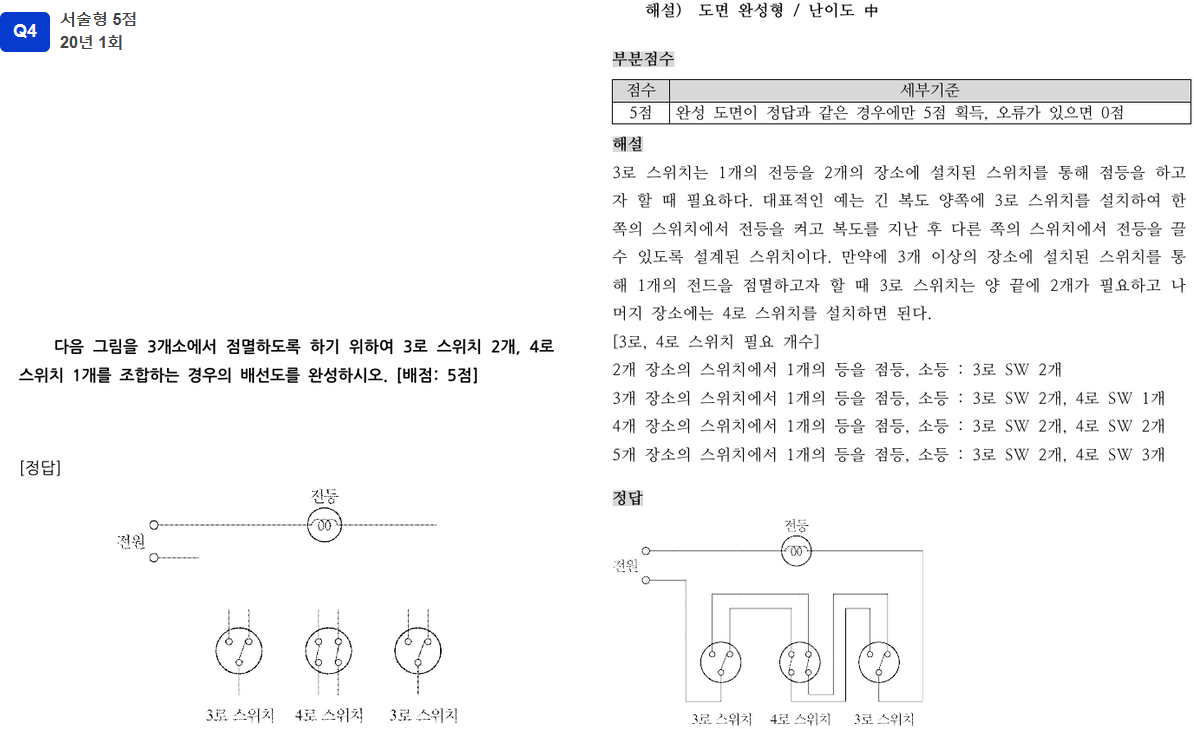 Q4
서술형 5점
20년 1회
다음 그림을 3개소에서 점멸하도록 하기 위하여 3로 스위치 2개, 4로
스위치 1개를 조합하는 경우의 배선도를 완성하시오. [배점: 5점]
[정답]
전등
전원
3로 스위치 4로 스위치 3로 스위치
해설) 도면 완성형 / 난이도 中
부분점수
점수 세부기준
5점 완성 도면이 정답과 같은 경우에만 5점 획득, 오류가 있으면 0점
해설
3로 스위치는 1개의 전등을 2개의 장소에 설치된 스위치를 통해 점등을 하고
자 할 때 필요하다. 대표적인 예는 긴 복도 양쪽에 3로 스위치를 설치하여 한
쪽의 스위치에서 전등을 켜고 복도를 지난 후 다른 쪽의 스위치에서 전등을 끌
수 있도록 설계된 스위치이다. 만약에 3개 이상의 장소에 설치된 스위치를 통
해 1개의 전드을 점멸하고자 할 때 3로 스위치는 양 끝에 2개가 필요하고 나
머지 장소에는 4로 스위치를 설치하면 된다.
[3로, 4로 스위치 필요 개수]
2개 장소의 스위치에서 1개의 등을 점등, 소등 : 3로 SW 2개
3개 장소의 스위치에서 1개의 등을 점등, 소등 : 3로 SW 2개, 4로 SW 1개
4개 장소의 스위치에서 1개의 등을 점등, 소등 : 3로 SW 2개, 4로 SW 2개
5개 장소의 스위치에서 1개의 등을 점등, 소등 : 3로 SW 2개, 4로 SW 3개
정답
전등
전원
3로 스위치 4로 스위치 3로 스위치